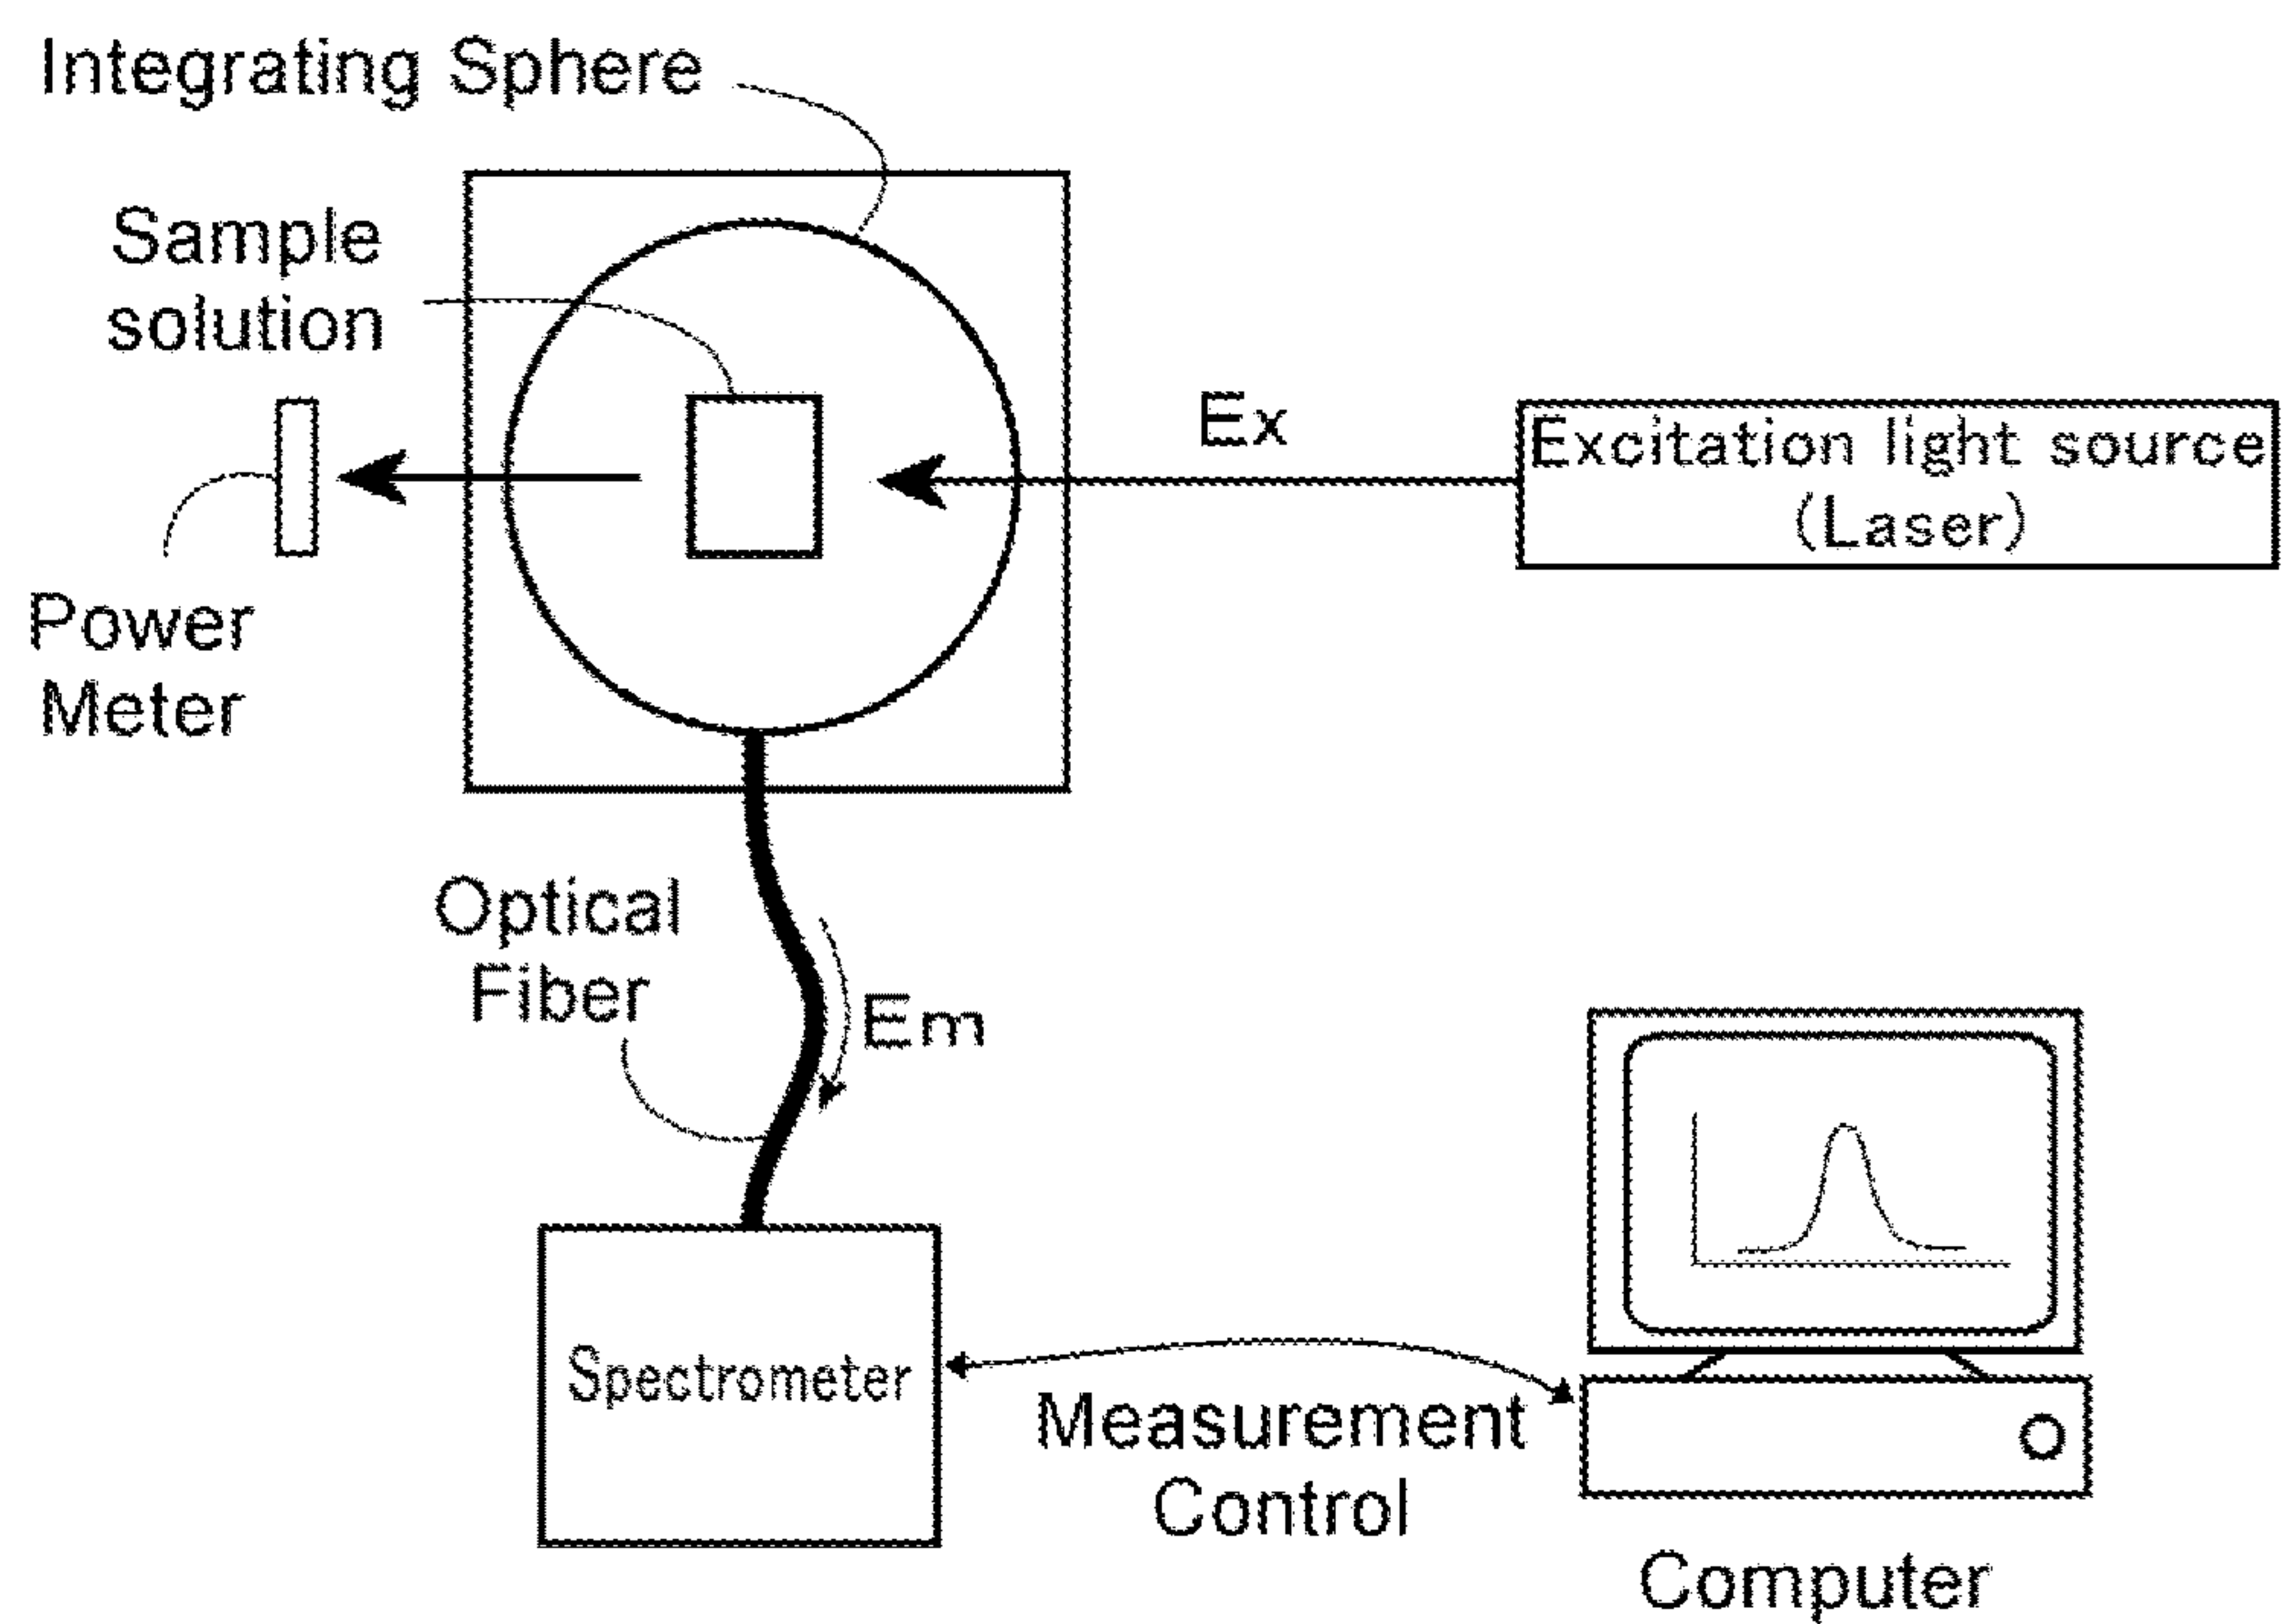 Integrating Sphere
Sample
solution
Ex
Excitation light source
(Laser)
Power
Meter
Optical
Fiber
Em
Spectrometer
Measurement
Control
Computer